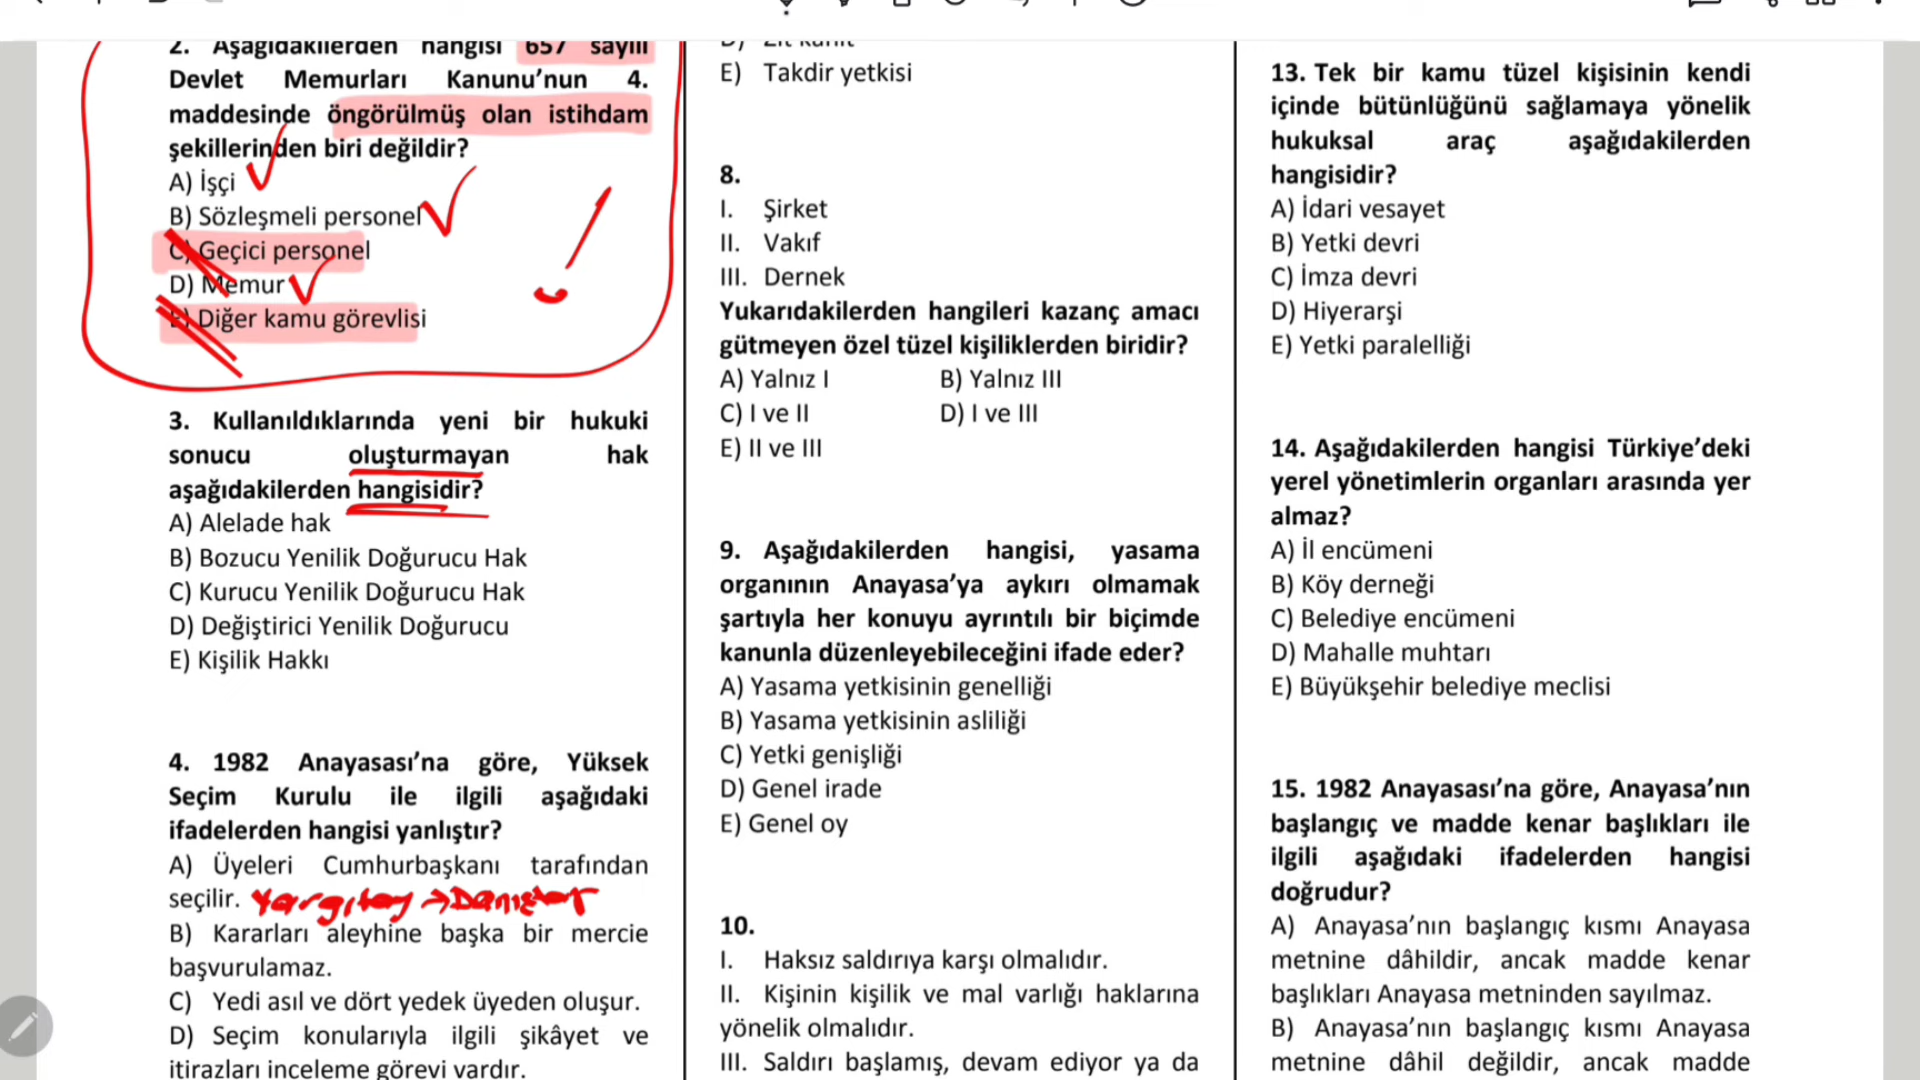 2. Aşağıdakilerden hangisi 657 sayılı
Devlet Memurları Kanunu’nun 4.
maddesinde öngörülmüş olan istihdam
şekillerinden biri değildir?
A) İşçi
B) Sözleşmeli personel
C) Geçici personel
D) Memur
E) Diğer kamu görevlisi
3. Kullanıldıklarında yeni bir hukuki
sonucu oluşturmayan hak
aşağıdakilerden hangisidir?
A) Alelade hak
B) Bozucu Yenilik Doğurucu Hak
C) Kurucu Yenilik Doğurucu Hak
D) Değiştirici Yenilik Doğurucu
E) Kişilik Hakkı
4. 1982 Anayasası’na göre, Yüksek
Seçim Kurulu ile ilgili aşağıdaki
ifadelerden hangisi yanlıştır?
A) Üyeleri Cumhurbaşkanı tarafından
seçilir. Yargıtay → Danıştay
B) Kararları aleyhine başka bir mercie
başvurulamaz.
C) Yedi asıl ve dört yedek üyeden oluşur.
D) Seçim konularıyla ilgili şikâyet ve
itirazları inceleme görevi vardır.
D) Zıt kanıt
E) Takdir yetkisi
8.
I. Şirket
II. Vakıf
III. Dernek
Yukarıdakilerden hangileri kazanç amacı
gütmeyen özel tüzel kişiliklerden biridir?
A) Yalnız I B) Yalnız III
C) I ve II D) I ve III
E) II ve III
9. Aşağıdakilerden hangisi, yasama
organının Anayasa’ya aykırı olmamak
şartıyla her konuyu ayrıntılı bir biçimde
kanunla düzenleyebileceğini ifade eder?
A) Yasama yetkisinin genelliği
B) Yasama yetkisinin asliliği
C) Yetki genişliği
D) Genel irade
E) Genel oy
10.
I. Haksız saldırıya karşı olmalıdır.
II. Kişinin kişilik ve mal varlığı haklarına
yönelik olmalıdır.
III. Saldırı başlamış, devam ediyor ya da
13. Tek bir kamu tüzel kişisinin kendi
içinde bütünlüğünü sağlamaya yönelik
hukuksal araç aşağıdakilerden
hangisidir?
A) İdari vesayet
B) Yetki devri
C) İmza devri
D) Hiyerarşi
E) Yetki paralelliği
14. Aşağıdakilerden hangisi Türkiye’deki
yerel yönetimlerin organları arasında yer
almaz?
A) İl encümeni
B) Köy derneği
C) Belediye encümeni
D) Mahalle muhtarı
E) Büyükşehir belediye meclisi
15. 1982 Anayasası’na göre, Anayasa’nın
başlangıç ve madde kenar başlıkları ile
ilgili aşağıdaki ifadelerden hangisi
doğrudur?
A) Anayasa’nın başlangıç kısmı Anayasa
metnine dâhildir, ancak madde kenar
başlıkları Anayasa metninden sayılmaz.
B) Anayasa’nın başlangıç kısmı Anayasa
metnine dâhil değildir, ancak madde